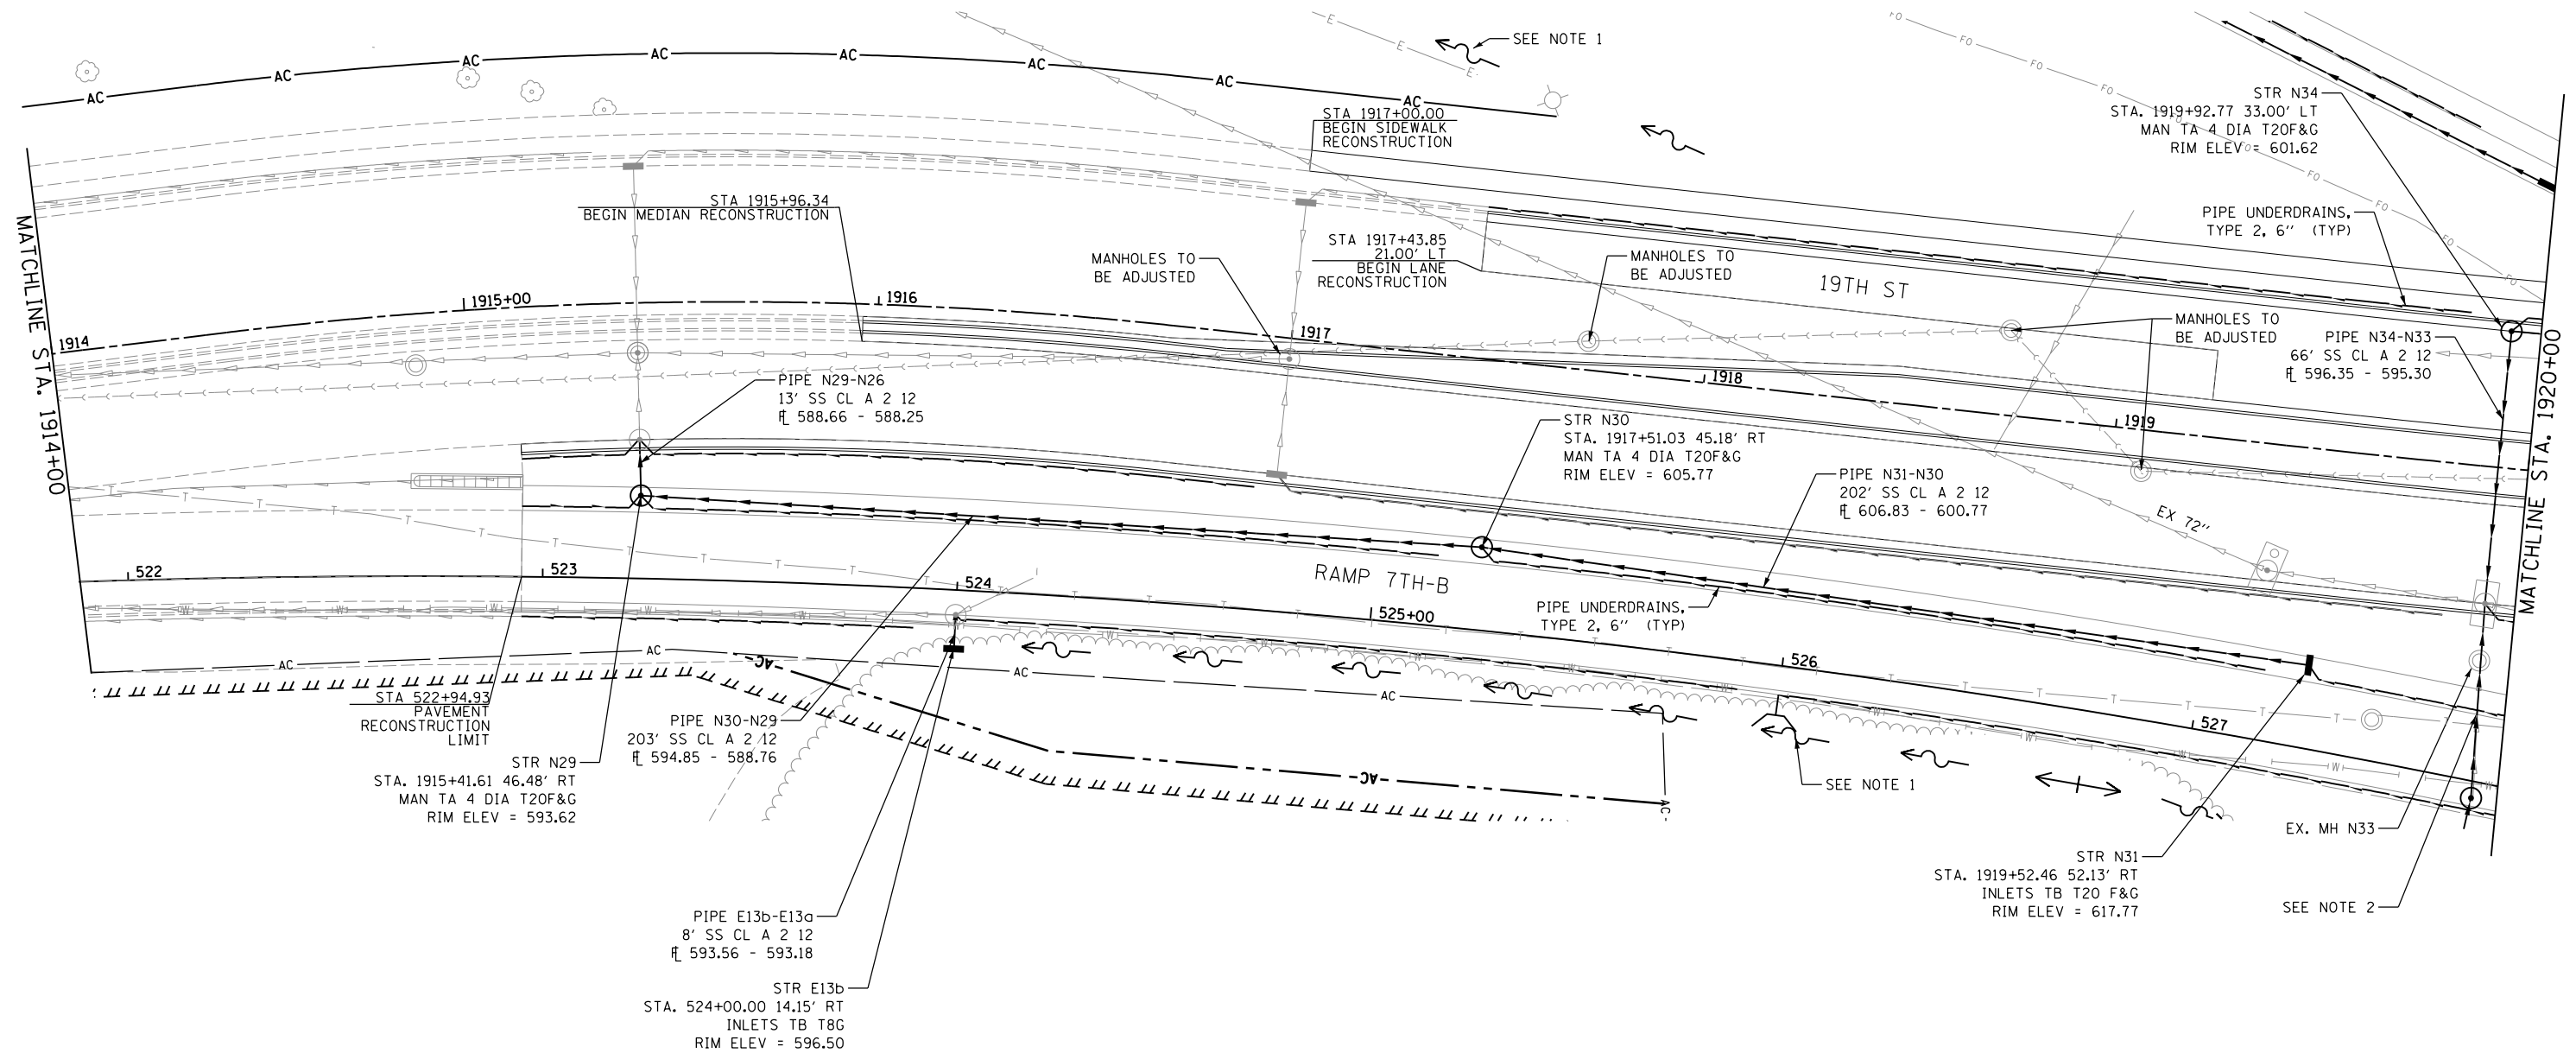 SEE NOTE 1
STA 1917+00.00
BEGIN SIDEWALK
RECONSTRUCTION
STR N34
STA. 1919+92.77 33.00' LT
MAN TA 4 DIA T20F&G
RIM ELEV = 601.62
STA 1915+96.34
BEGIN MEDIAN RECONSTRUCTION
PIPE UNDERDRAINS,
TYPE 2, 6" (TYP)
MANHOLES TO
BE ADJUSTED
STA 1917+43.85
21.00' LT
BEGIN LANE
RECONSTRUCTION
MANHOLES TO
BE ADJUSTED
19TH ST
MANHOLES TO
BE ADJUSTED
PIPE N34-N33
66' SS CL A 2 12
FL 596.35 - 595.30
MATCHLINE STA. 1914+00
1914
1915+00
1916
1917
1918
1919
MATCHLINE STA. 1920+00
PIPE N29-N26
13' SS CL A 2 12
FL 588.66 - 588.25
STR N30
STA. 1917+51.03 45.18' RT
MAN TA 4 DIA T20F&G
RIM ELEV = 605.77
PIPE N31-N30
202' SS CL A 2 12
FL 606.83 - 600.77
EX 72"
522
523
524
525+00
526
527
RAMP 7TH-B
PIPE UNDERDRAINS,
TYPE 2, 6" (TYP)
STA 522+94.93
PAVEMENT
RECONSTRUCTION
LIMIT
STR N29
STA. 1915+41.61 46.48' RT
MAN TA 4 DIA T20F&G
RIM ELEV = 593.62
PIPE N30-N29
203' SS CL A 2 12
FL 594.85 - 588.76
SEE NOTE 1
EX. MH N33
STR N31
STA. 1919+52.46 52.13' RT
INLETS TB T20 F&G
RIM ELEV = 617.77
SEE NOTE 2
PIPE E13b-E13a
8' SS CL A 2 12
FL 593.56 - 593.18
STR E13b
STA. 524+00.00 14.15' RT
INLETS TB T8G
RIM ELEV = 596.50